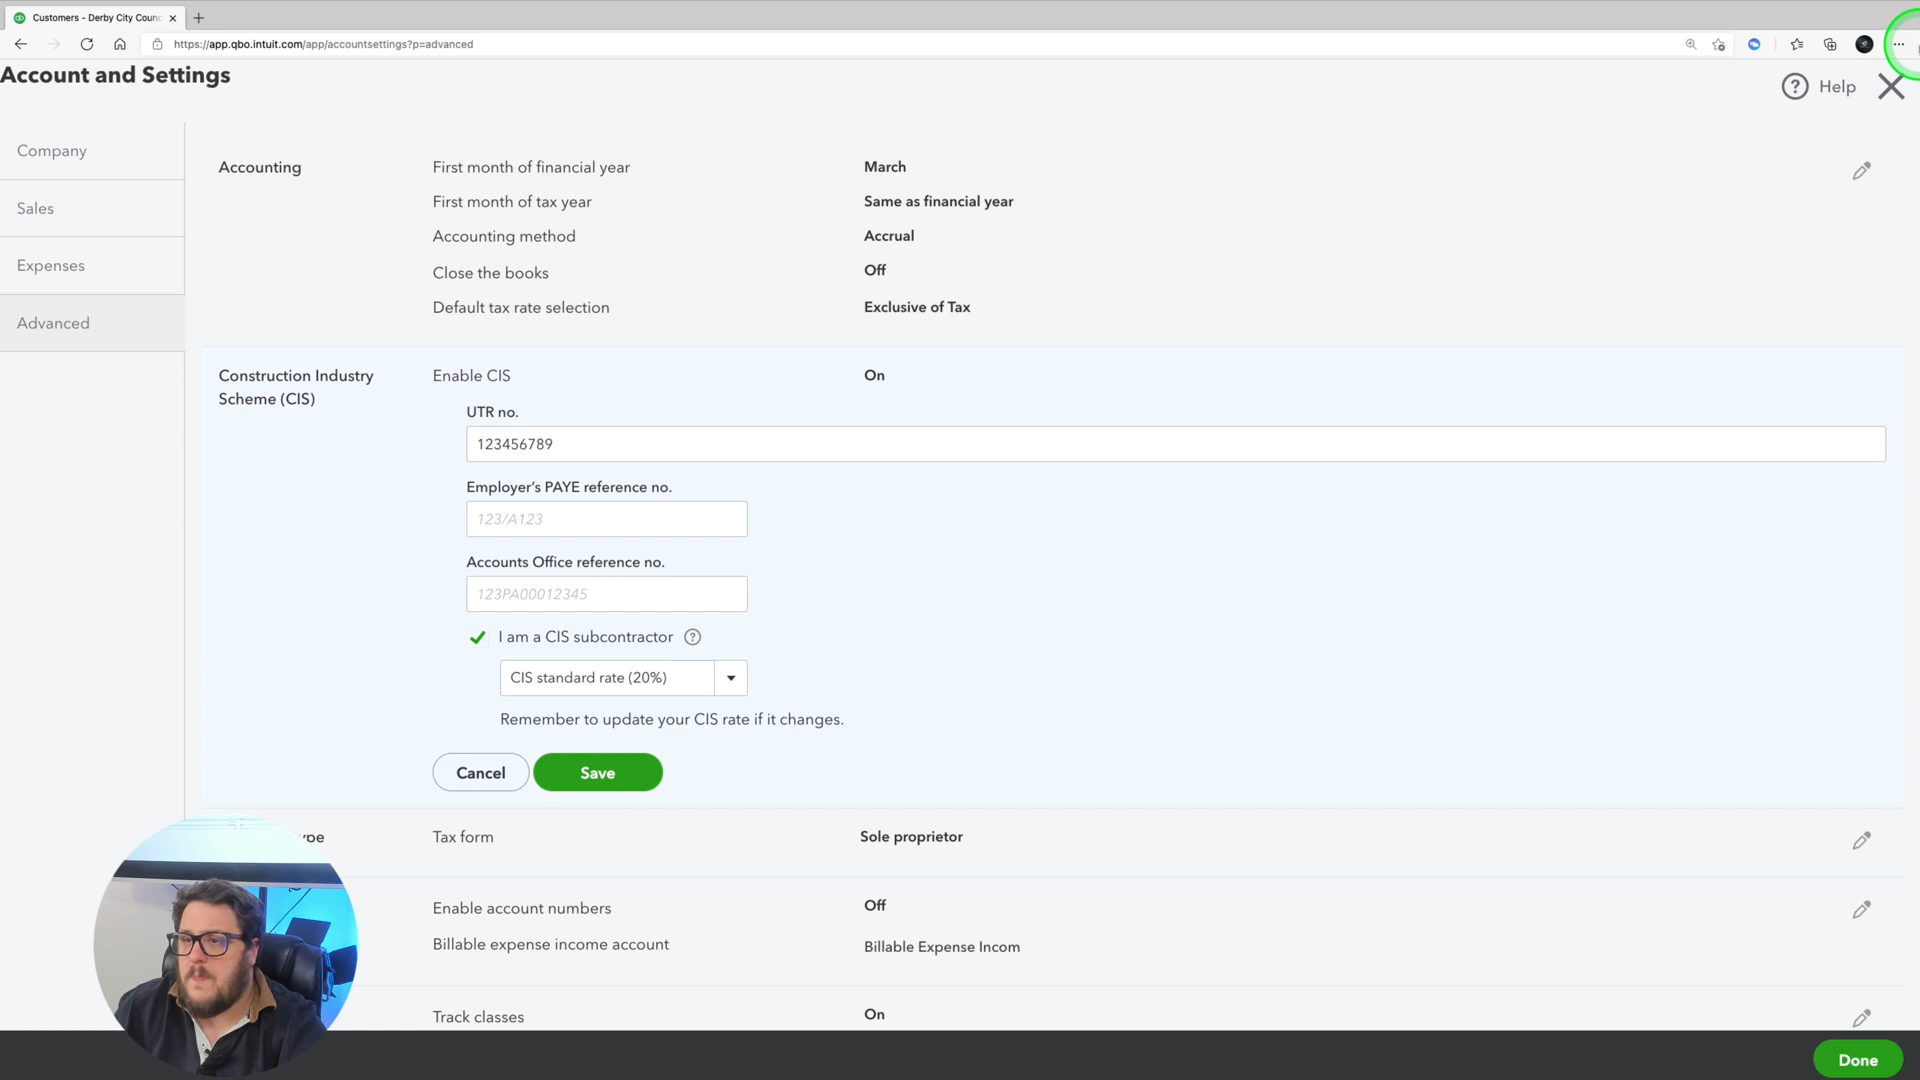 Customers - Derby City Counc
https://app.qbo.intuit.com/app/accountsettings?p=advanced
Account and Settings
Help
Company
Sales
Expenses
Advanced
Accounting
First month of financial year
March
First month of tax year
Same as financial year
Accounting method
Accrual
Close the books
Off
Default tax rate selection
Exclusive of Tax
Construction Industry
Scheme (CIS)
Enable CIS
On
UTR no.
123456789
Employer's PAYE reference no.
123/A123
Accounts Office reference no.
123PA00012345
I am a CIS subcontractor
CIS standard rate (20%)
Remember to update your CIS rate if it changes.
Cancel
Save
ype
Tax form
Sole proprietor
Enable account numbers
Off
Billable expense income account
Billable Expense Incom
Track classes
On
Done